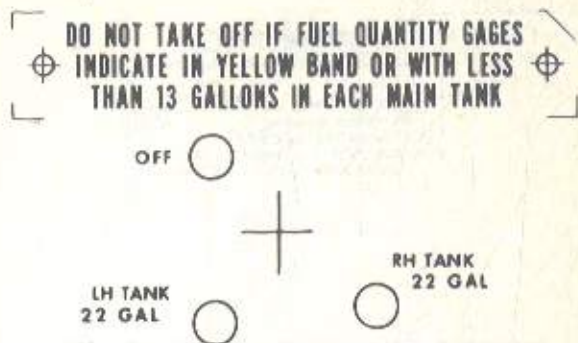 DO NOT TAKE OFF IF FUEL QUANTITY GAGES
INDICATE IN YELLOW BAND OR WITH LESS
THAN 13 GALLONS IN EACH MAIN TANK
OFF
RH TANK
22 GAL
LH TANK
22 GAL